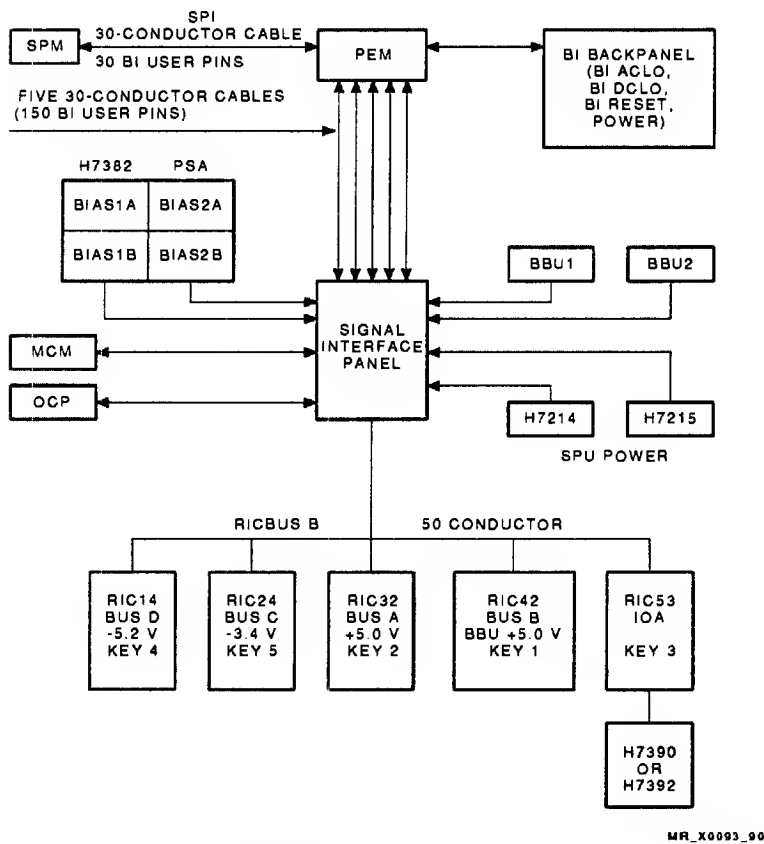 SPI
30-CONDUCTOR CABLE
SPM
30 BI USER PINS
PEM
BI BACKPANEL
(BI ACLO,
BI DCLO,
BI RESET,
POWER)
FIVE 30-CONDUCTOR CABLES
(150 BI USER PINS)
H7382 PSA
BIAS1A BIAS2A
BIAS1B BIAS2B
BBU1 BBU2
SIGNAL
INTERFACE
PANEL
MCM
OCP
H7214 H7215
SPU POWER
RICBUS B 50 CONDUCTOR
RIC14
BUS D
-5.2 V
KEY 4
RIC24
BUS C
-3.4 V
KEY 5
RIC32
BUS A
+5.0 V
KEY 2
RIC42
BUS B
BBU +5.0 V
KEY 1
RIC53
IOA
KEY 3
H7390
OR
H7392
MR_X0093_90